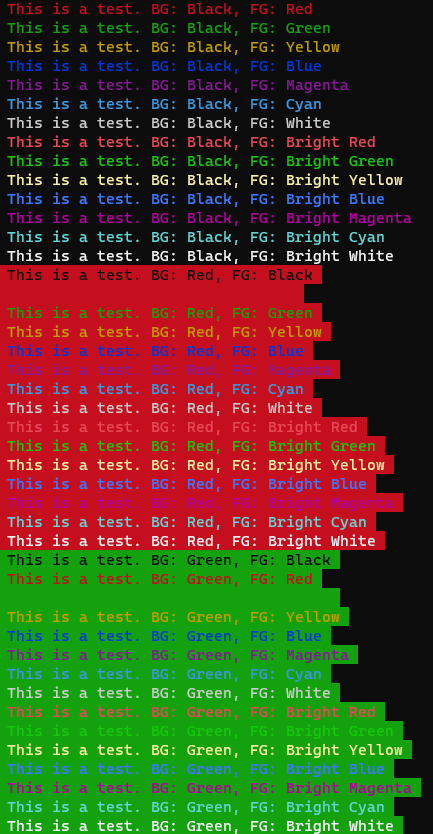 This is a test. BG: Black, FG: Red
This is a test. BG: Black, FG: Green
This is a test. BG: Black, FG: Yellow
This is a test. BG: Black, FG: Blue
This is a test. BG: Black, FG: Magenta
This is a test. BG: Black, FG: Cyan
This is a test. BG: Black, FG: White
This is a test. BG: Black, FG: Bright Red
This is a test. BG: Black, FG: Bright Green
This is a test. BG: Black, FG: Bright Yellow
This is a test. BG: Black, FG: Bright Blue
This is a test. BG: Black, FG: Bright Magenta
This is a test. BG: Black, FG: Bright Cyan
This is a test. BG: Black, FG: Bright White
This is a test. BG: Red, FG: Black
This is a test. BG: Red, FG: Green
This is a test. BG: Red, FG: Yellow
This is a test. BG: Red, FG: Blue
This is a test. BG: Red, FG: Magenta
This is a test. BG: Red, FG: Cyan
This is a test. BG: Red, FG: White
This is a test. BG: Red, FG: Bright Red
This is a test. BG: Red, FG: Bright Green
This is a test. BG: Red, FG: Bright Yellow
This is a test. BG: Red, FG: Bright Blue
This is a test. BG: Red, FG: Bright Magenta
This is a test. BG: Red, FG: Bright Cyan
This is a test. BG: Red, FG: Bright White
This is a test. BG: Green, FG: Black
This is a test. BG: Green, FG: Red
This is a test. BG: Green, FG: Yellow
This is a test. BG: Green, FG: Blue
This is a test. BG: Green, FG: Magenta
This is a test. BG: Green, FG: Cyan
This is a test. BG: Green, FG: White
This is a test. BG: Green, FG: Bright Red
This is a test. BG: Green, FG: Bright Green
This is a test. BG: Green, FG: Bright Yellow
This is a test. BG: Green, FG: Bright Blue
This is a test. BG: Green, FG: Bright Magenta
This is a test. BG: Green, FG: Bright Cyan
This is a test. BG: Green, FG: Bright White